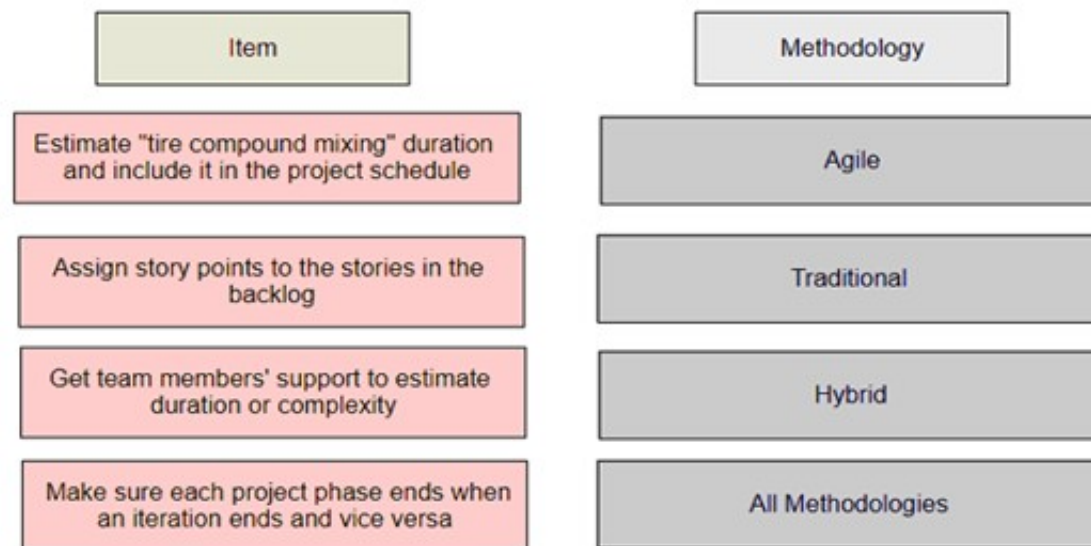 Item
Methodology
Estimate "tire compound mixing" duration
and include it in the project schedule
Agile
Assign story points to the stories in the
backlog
Traditional
Get team members' support to estimate
duration or complexity
Hybrid
Make sure each project phase ends when
an iteration ends and vice versa
All Methodologies